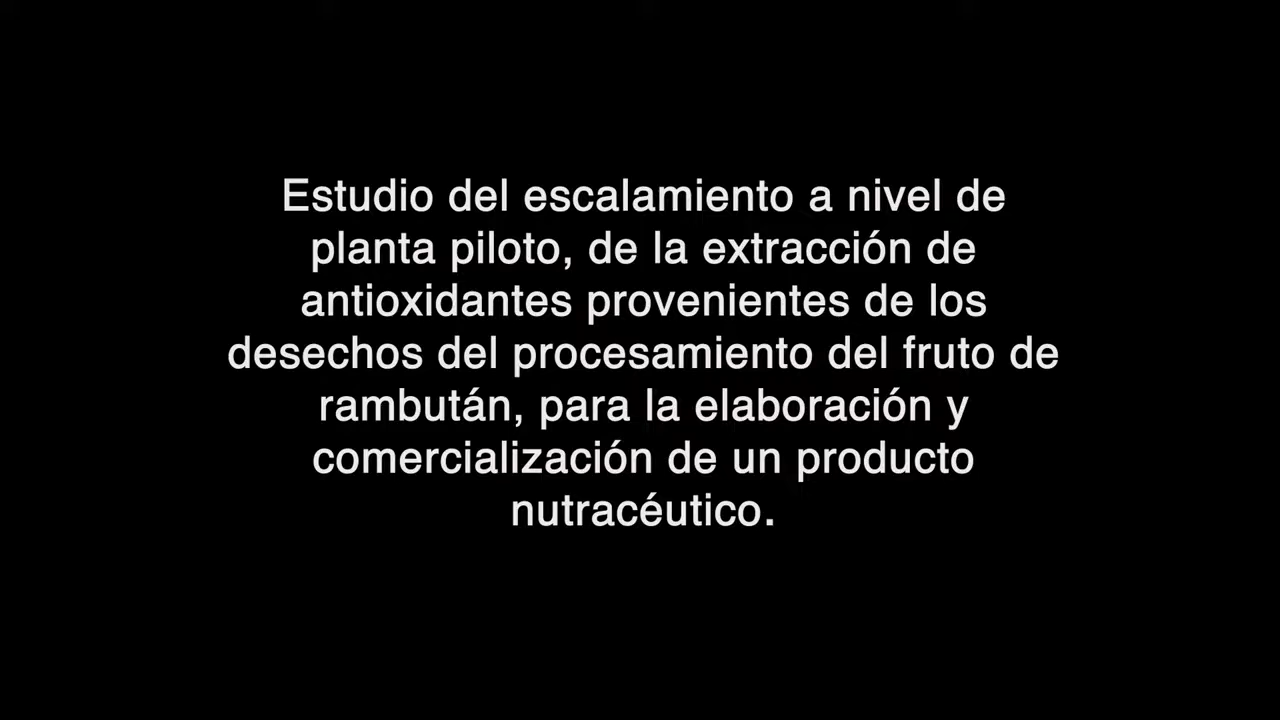 Estudio del escalamiento a nivel de
planta piloto, de la extracción de
antioxidantes provenientes de los
desechos del procesamiento del fruto de
rambután, para la elaboración y
comercialización de un producto
nutracéutico.